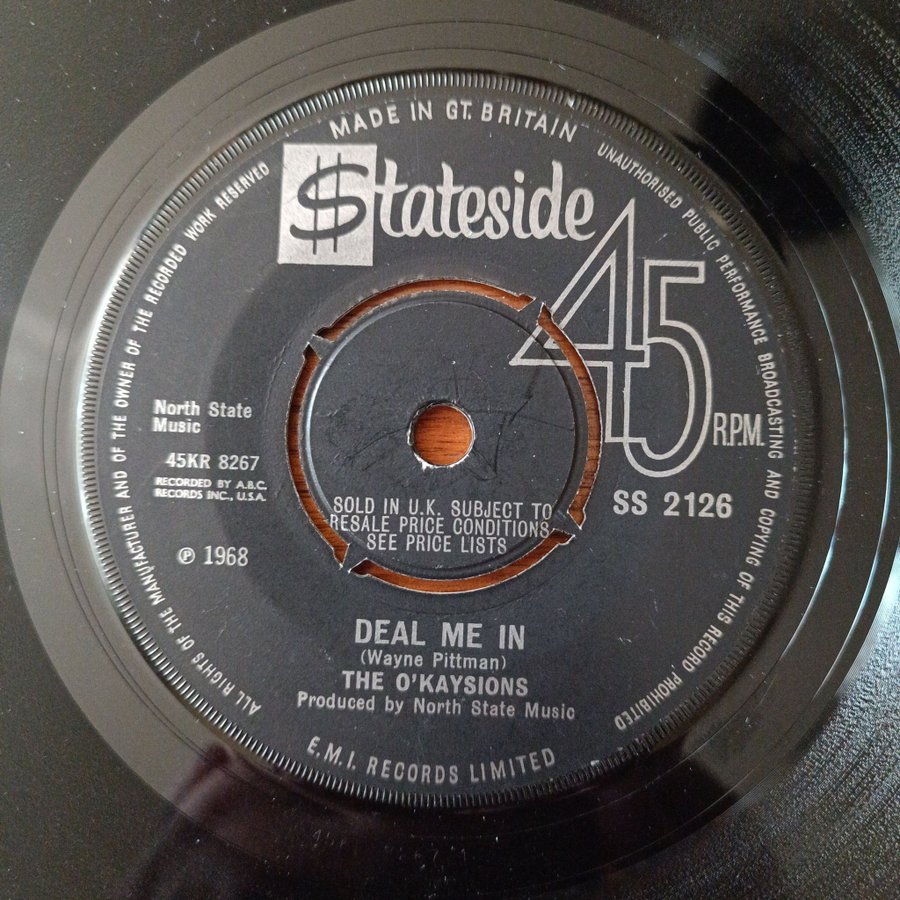 MADE IN GT. BRITAIN
$tateside
45
R.P.M.
UNAUTHORISED PUBLIC PERFORMANCE BROADCASTING AND COPYING OF THIS RECORD PROHIBITED
ALL RIGHTS OF THE MANUFACTURER AND OF THE OWNER OF THE RECORDED WORK RESERVED
North State
Music
45KR 8267
RECORDED BY A.B.C.
RECORDS INC., U.S.A.
℗ 1968
SS 2126
SOLD IN U.K. SUBJECT TO
RESALE PRICE CONDITIONS
SEE PRICE LISTS
DEAL ME IN
(Wayne Pittman)
THE O'KAYSIONS
Produced by North State Music
E.M.I. RECORDS LIMITED